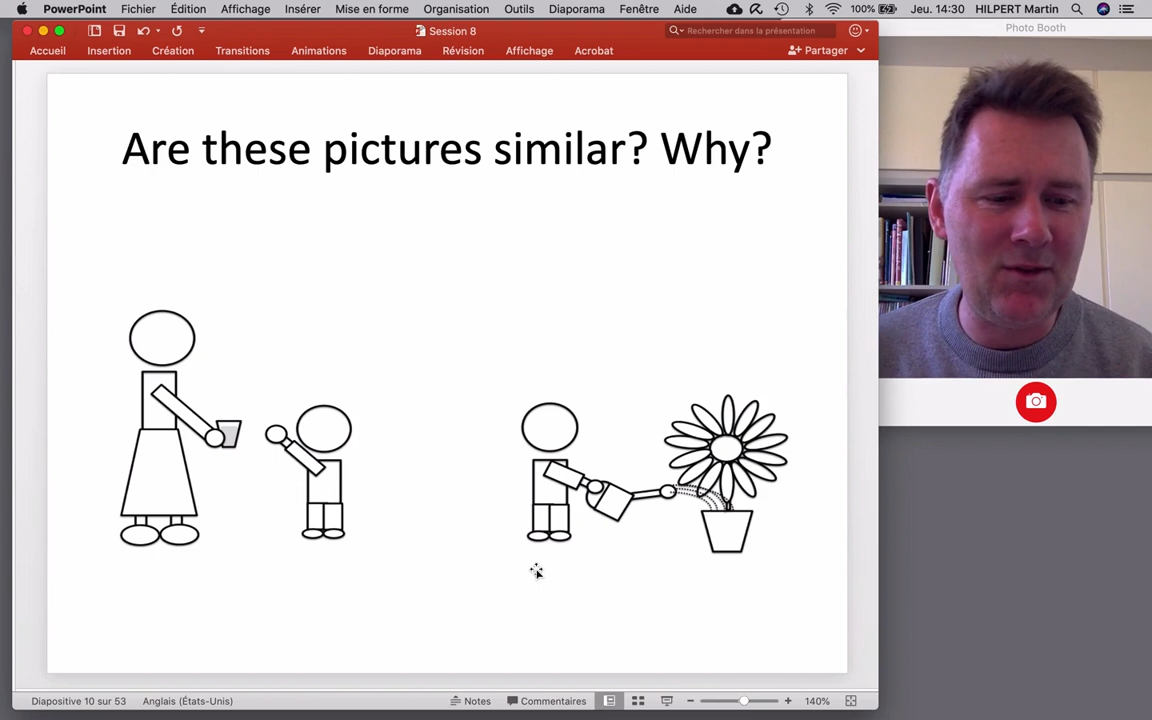 PowerPoint Fichier Édition Affichage Insérer Mise en forme Organisation Outils Diaporama Fenêtre Aide 100% Jeu. 14:30 HILPERT Martin
Session 8
Rechercher dans la présentation
Photo Booth
Accueil Insertion Création Transitions Animations Diaporama Révision Affichage Acrobat Partager
Are these pictures similar? Why?
Diapositive 10 sur 53 Anglais (États-Unis) Notes Commentaires 140%